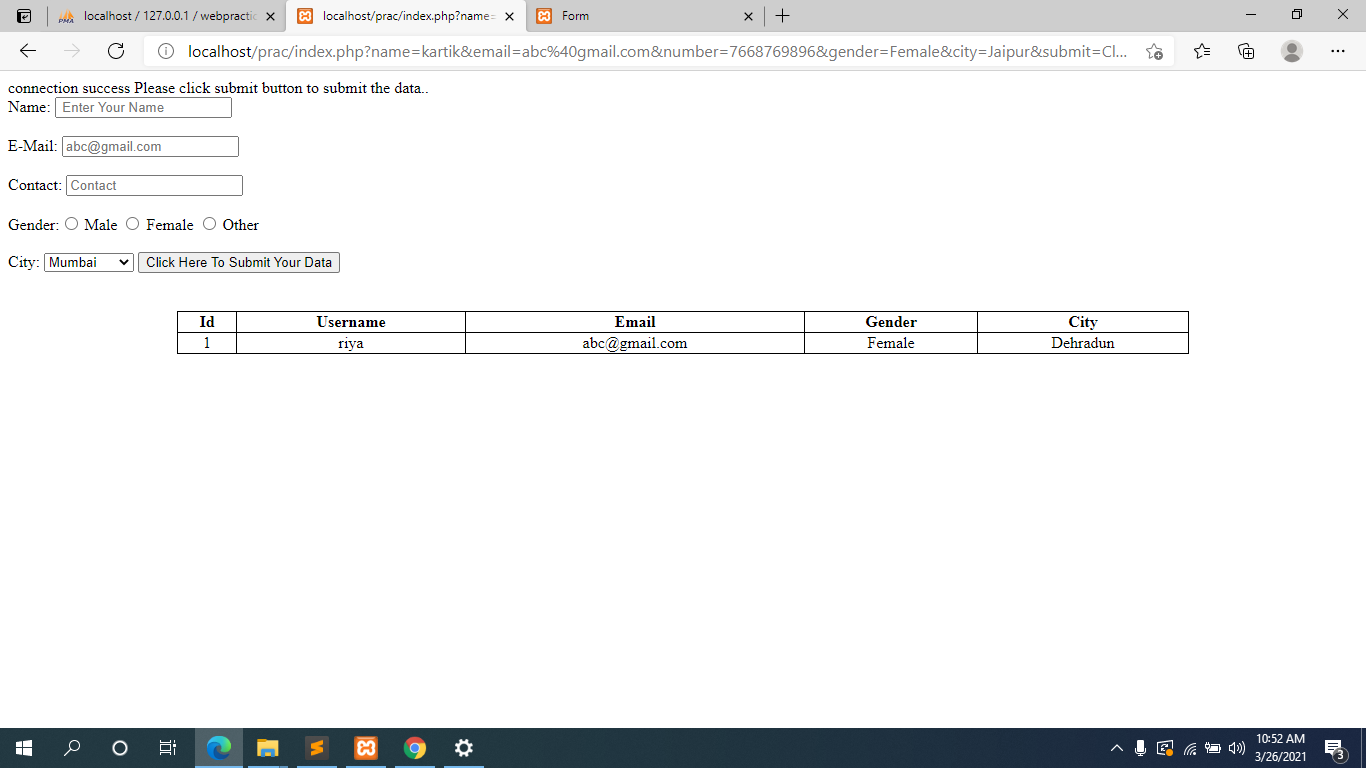 PMA localhost / 127.0.0.1 / webpractic
localhost/prac/index.php?name=
Form
localhost/prac/index.php?name=kartik&email=abc%40gmail.com&number=7668769896&gender=Female&city=Jaipur&submit=Cl...
connection success Please click submit button to submit the data..
Name: Enter Your Name
E-Mail: abc@gmail.com
Contact: Contact
Gender: Male Female Other
City: Mumbai Click Here To Submit Your Data
Id Username Email Gender City
1 riya abc@gmail.com Female Dehradun
10:52 AM
3/26/2021
3